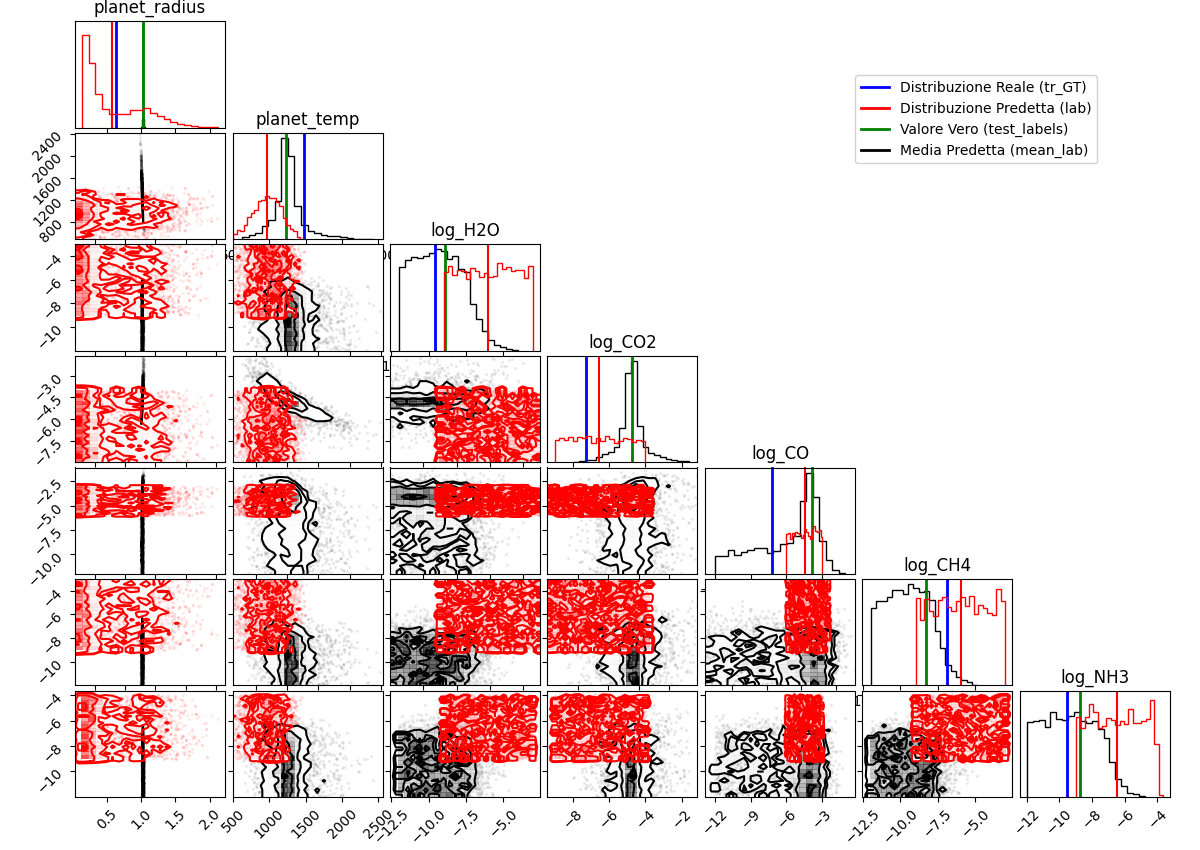 planet_radius
Distribuzione Reale (tr_GT)
Distribuzione Predetta (lab)
Valore Vero (test_labels)
Media Predetta (mean_lab)
planet_temp
2400
2000
1600
1200
800
log_H2O
−4
−6
−8
−10
log_CO2
−3.0
−4.5
−6.0
−7.5
log_CO
−2.5
−5.0
−7.5
−10.0
log_CH4
−4
−6
−8
−10
log_NH3
−4
−6
−8
−10
0.5 1.0 1.5 2.0 500 1000 1500 2000 2500 −12.5 −10.0 −7.5 −5.0 −8 −6 −4 −2 −12 −9 −6 −3 −12.5 −10.0 −7.5 −5.0 −12 −10 −8 −6 −4